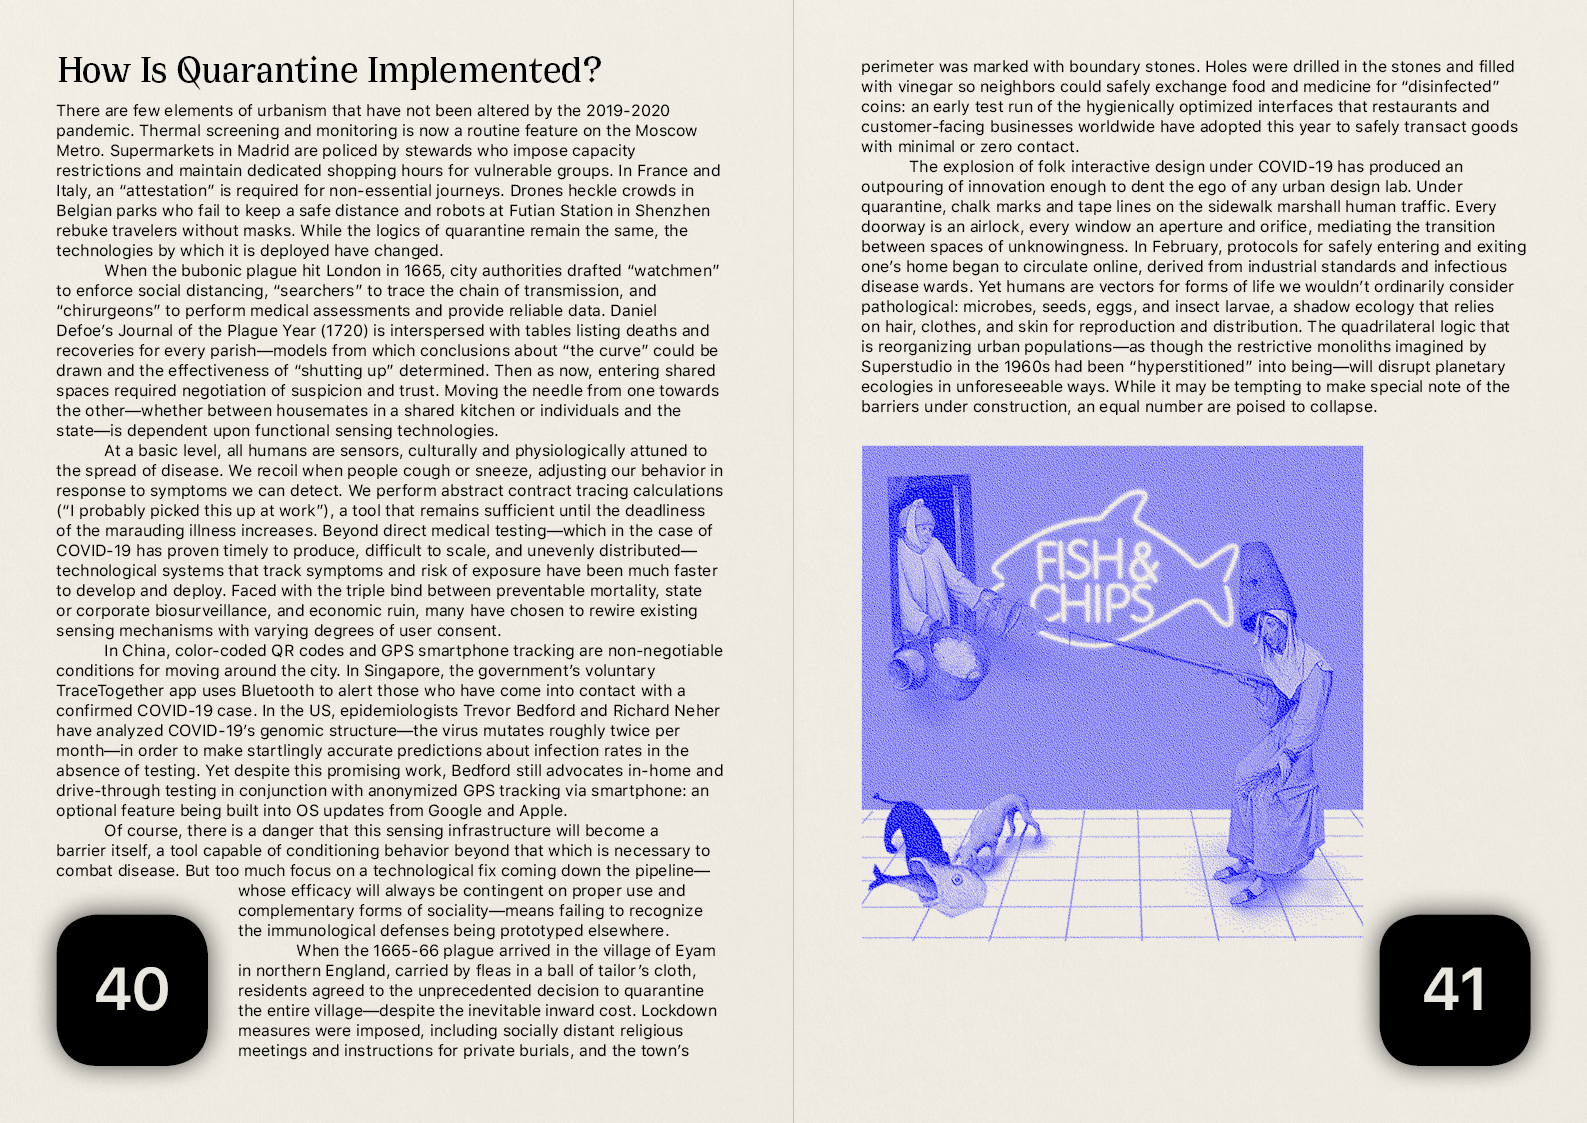 How Is Quarantine Implemented?
There are few elements of urbanism that have not been altered by the 2019-2020
pandemic. Thermal screening and monitoring is now a routine feature on the Moscow
Metro. Supermarkets in Madrid are policed by stewards who impose capacity
restrictions and maintain dedicated shopping hours for vulnerable groups. In France and
Italy, an “attestation” is required for non-essential journeys. Drones heckle crowds in
Belgian parks who fail to keep a safe distance and robots at Futian Station in Shenzhen
rebuke travelers without masks. While the logics of quarantine remain the same, the
technologies by which it is deployed have changed.
When the bubonic plague hit London in 1665, city authorities drafted “watchmen”
to enforce social distancing, “searchers” to trace the chain of transmission, and
“chirurgeons” to perform medical assessments and provide reliable data. Daniel
Defoe’s Journal of the Plague Year (1720) is interspersed with tables listing deaths and
recoveries for every parish—models from which conclusions about “the curve” could be
drawn and the effectiveness of “shutting up” determined. Then as now, entering shared
spaces required negotiation of suspicion and trust. Moving the needle from one towards
the other—whether between housemates in a shared kitchen or individuals and the
state—is dependent upon functional sensing technologies.
At a basic level, all humans are sensors, culturally and physiologically attuned to
the spread of disease. We recoil when people cough or sneeze, adjusting our behavior in
response to symptoms we can detect. We perform abstract contract tracing calculations
(“I probably picked this up at work”), a tool that remains sufficient until the deadliness
of the marauding illness increases. Beyond direct medical testing—which in the case of
COVID-19 has proven timely to produce, difficult to scale, and unevenly distributed—
technological systems that track symptoms and risk of exposure have been much faster
to develop and deploy. Faced with the triple bind between preventable mortality, state
or corporate biosurveillance, and economic ruin, many have chosen to rewire existing
sensing mechanisms with varying degrees of user consent.
In China, color-coded QR codes and GPS smartphone tracking are non-negotiable
conditions for moving around the city. In Singapore, the government’s voluntary
TraceTogether app uses Bluetooth to alert those who have come into contact with a
confirmed COVID-19 case. In the US, epidemiologists Trevor Bedford and Richard Neher
have analyzed COVID-19’s genomic structure—the virus mutates roughly twice per
month—in order to make startlingly accurate predictions about infection rates in the
absence of testing. Yet despite this promising work, Bedford still advocates in-home and
drive-through testing in conjunction with anonymized GPS tracking via smartphone: an
optional feature being built into OS updates from Google and Apple.
Of course, there is a danger that this sensing infrastructure will become a
barrier itself, a tool capable of conditioning behavior beyond that which is necessary to
combat disease. But too much focus on a technological fix coming down the pipeline—
whose efficacy will always be contingent on proper use and
complementary forms of sociality—means failing to recognize
the immunological defenses being prototyped elsewhere.
When the 1665-66 plague arrived in the village of Eyam
in northern England, carried by fleas in a ball of tailor’s cloth,
residents agreed to the unprecedented decision to quarantine
the entire village—despite the inevitable inward cost. Lockdown
measures were imposed, including socially distant religious
meetings and instructions for private burials, and the town’s
40
perimeter was marked with boundary stones. Holes were drilled in the stones and filled
with vinegar so neighbors could safely exchange food and medicine for “disinfected”
coins: an early test run of the hygienically optimized interfaces that restaurants and
customer-facing businesses worldwide have adopted this year to safely transact goods
with minimal or zero contact.
The explosion of folk interactive design under COVID-19 has produced an
outpouring of innovation enough to dent the ego of any urban design lab. Under
quarantine, chalk marks and tape lines on the sidewalk marshall human traffic. Every
doorway is an airlock, every window an aperture and orifice, mediating the transition
between spaces of unknowingness. In February, protocols for safely entering and exiting
one’s home began to circulate online, derived from industrial standards and infectious
disease wards. Yet humans are vectors for forms of life we wouldn’t ordinarily consider
pathological: microbes, seeds, eggs, and insect larvae, a shadow ecology that relies
on hair, clothes, and skin for reproduction and distribution. The quadrilateral logic that
is reorganizing urban populations—as though the restrictive monoliths imagined by
Superstudio in the 1960s had been “hyperstitioned” into being—will disrupt planetary
ecologies in unforeseeable ways. While it may be tempting to make special note of the
barriers under construction, an equal number are poised to collapse.
FISH &
CHIPS
41